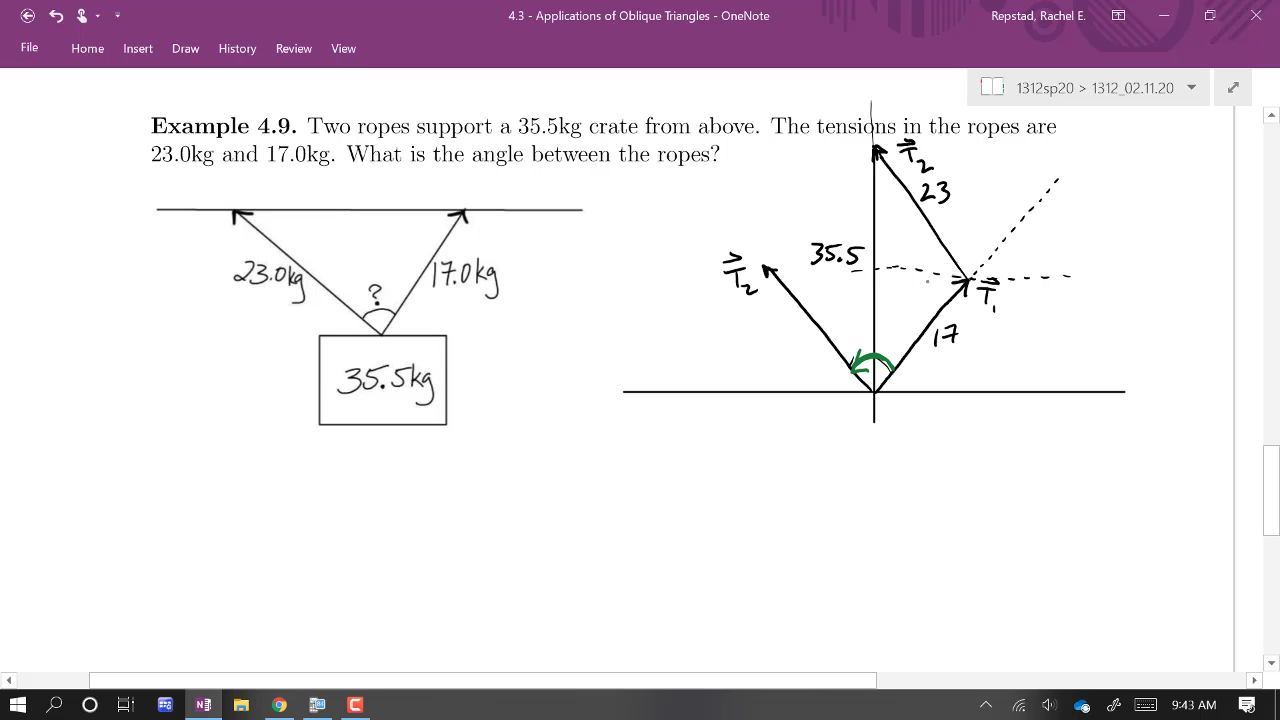 4.3 - Applications of Oblique Triangles - OneNote
Repstad, Rachel E.
File Home Insert Draw History Review View
1312sp20 > 1312_02.11.20
Example 4.9. Two ropes support a 35.5kg crate from above. The tensions in the ropes are
23.0kg and 17.0kg. What is the angle between the ropes?
23.0kg
17.0kg
?
35.5kg
T₂
23
35.5
T₂
T₁
17
9:43 AM